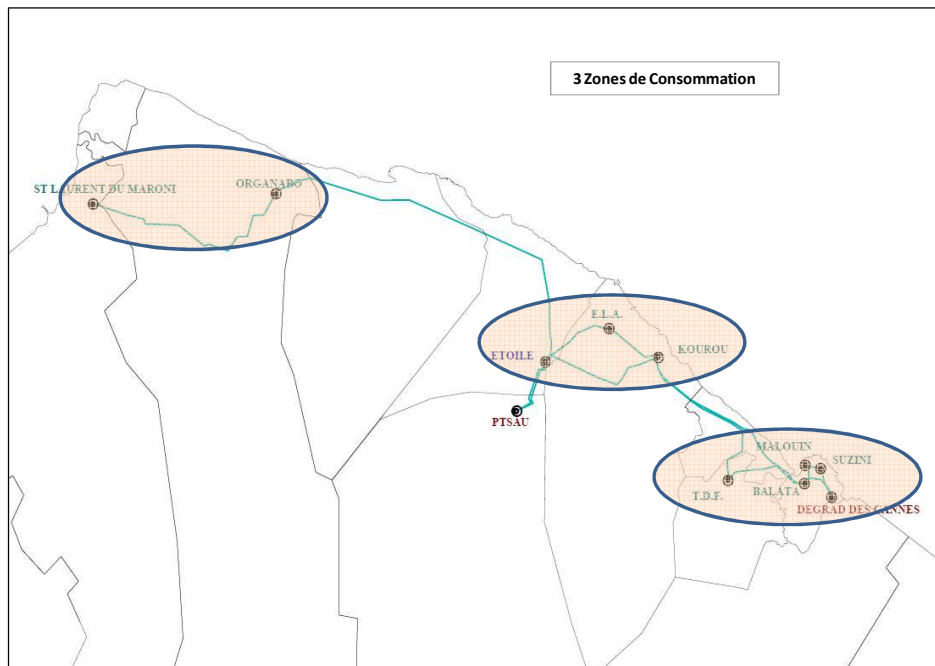 3 Zones de Consommation
ST LAURENT DU MARONI
ORGANABO
E.L.A.
ETOILE
KOUROU
PTSAU
MALOUIN
SUZINI
T.D.F.
BALATA
DEGRAD DES CANNES